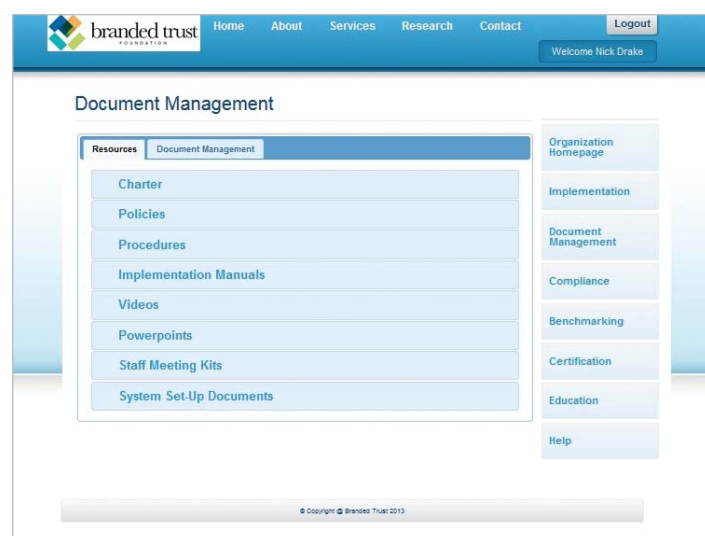 branded trust
FOUNDATION
Home About Services Research Contact
Logout
Welcome Nick Drake
Document Management
Resources Document Management
Charter
Policies
Procedures
Implementation Manuals
Videos
Powerpoints
Staff Meeting Kits
System Set-Up Documents
Organization
Homepage
Implementation
Document
Management
Compliance
Benchmarking
Certification
Education
Help
© Copyright @ Branded Trust 2013